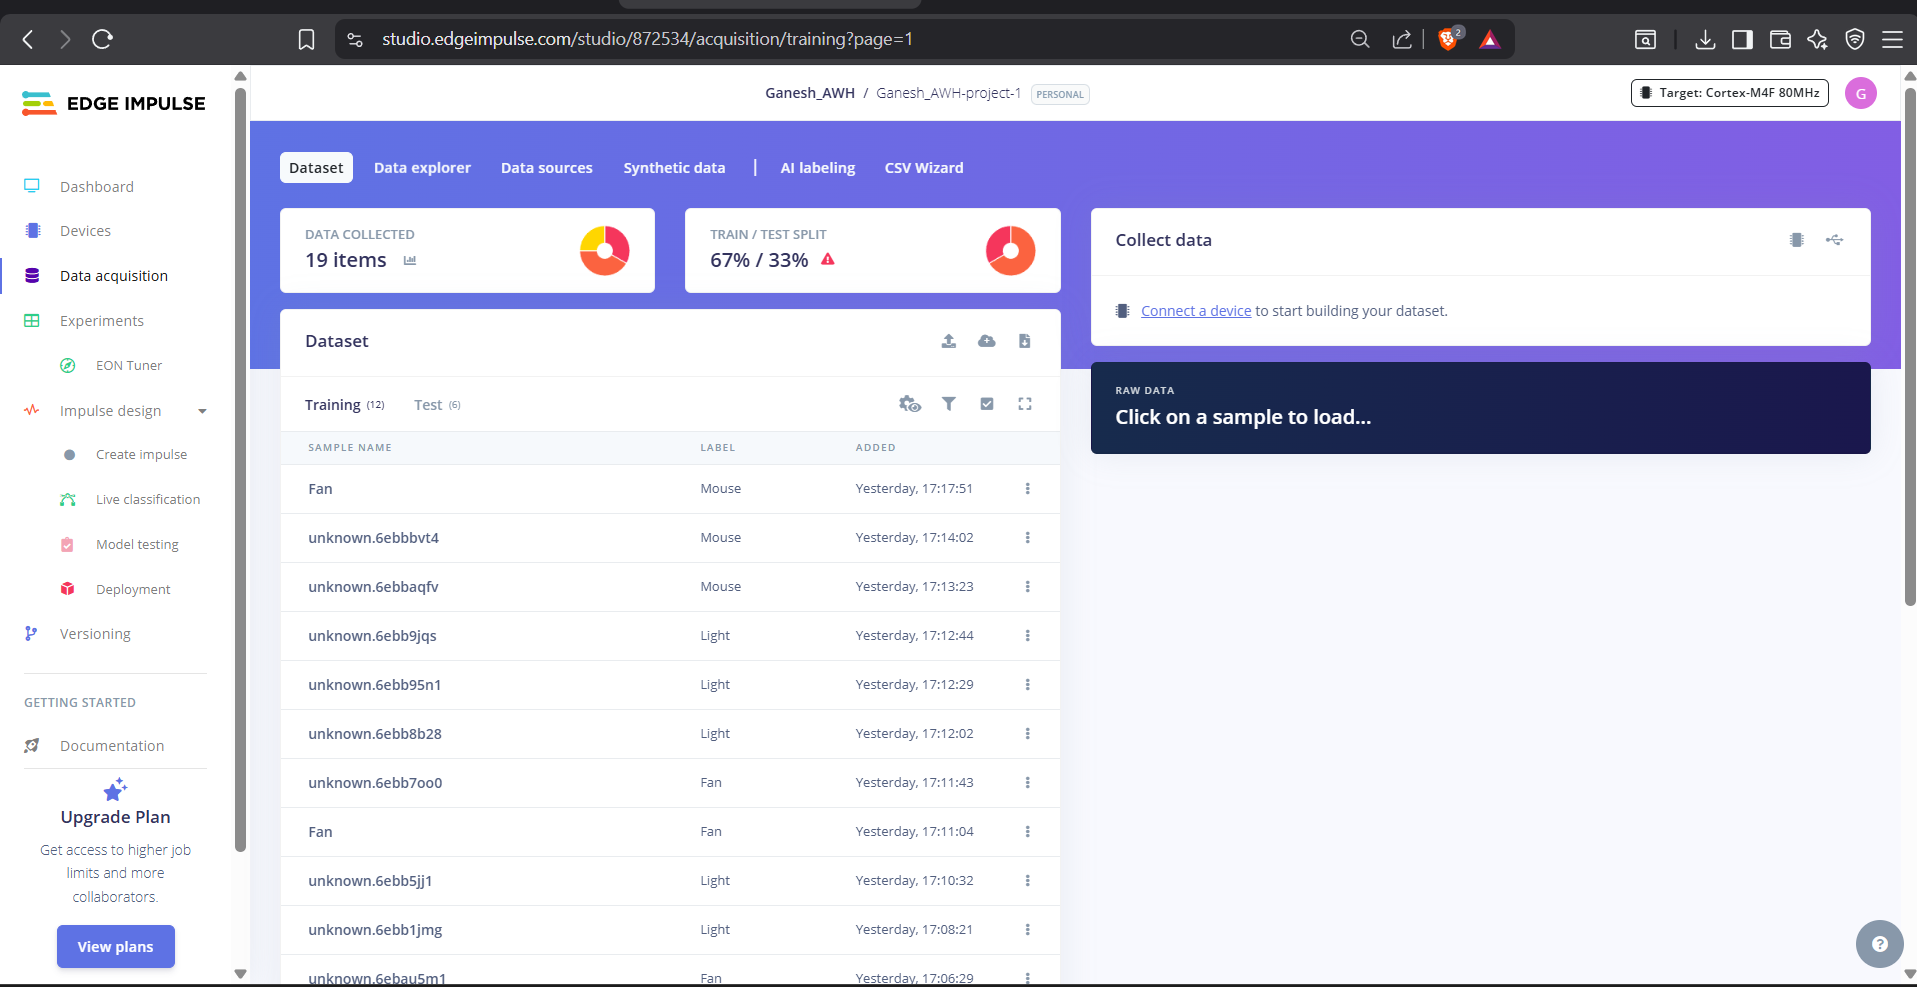 studio.edgeimpulse.com/studio/872534/acquisition/training?page=1
2
EDGE IMPULSE
Ganesh_AWH / Ganesh_AWH-project-1 PERSONAL
Target: Cortex-M4F 80MHz
G
Dashboard
Devices
Data acquisition
Experiments
EON Tuner
Impulse design
Create impulse
Live classification
Model testing
Deployment
Versioning
GETTING STARTED
Documentation
Upgrade Plan
Get access to higher job
limits and more
collaborators.
View plans
Dataset Data explorer Data sources Synthetic data | AI labeling CSV Wizard
DATA COLLECTED
19 items
TRAIN / TEST SPLIT
67% / 33%
Collect data
Connect a device to start building your dataset.
RAW DATA
Click on a sample to load...
Dataset
Training (12) Test (6)
SAMPLE NAME LABEL ADDED
Fan Mouse Yesterday, 17:17:51
unknown.6ebbbvt4 Mouse Yesterday, 17:14:02
unknown.6ebbaqfv Mouse Yesterday, 17:13:23
unknown.6ebb9jqs Light Yesterday, 17:12:44
unknown.6ebb95n1 Light Yesterday, 17:12:29
unknown.6ebb8b28 Light Yesterday, 17:12:02
unknown.6ebb7oo0 Fan Yesterday, 17:11:43
Fan Fan Yesterday, 17:11:04
unknown.6ebb5jj1 Light Yesterday, 17:10:32
unknown.6ebb1jmg Light Yesterday, 17:08:21
unknown.6ebau5m1 Fan Yesterday, 17:06:29
?